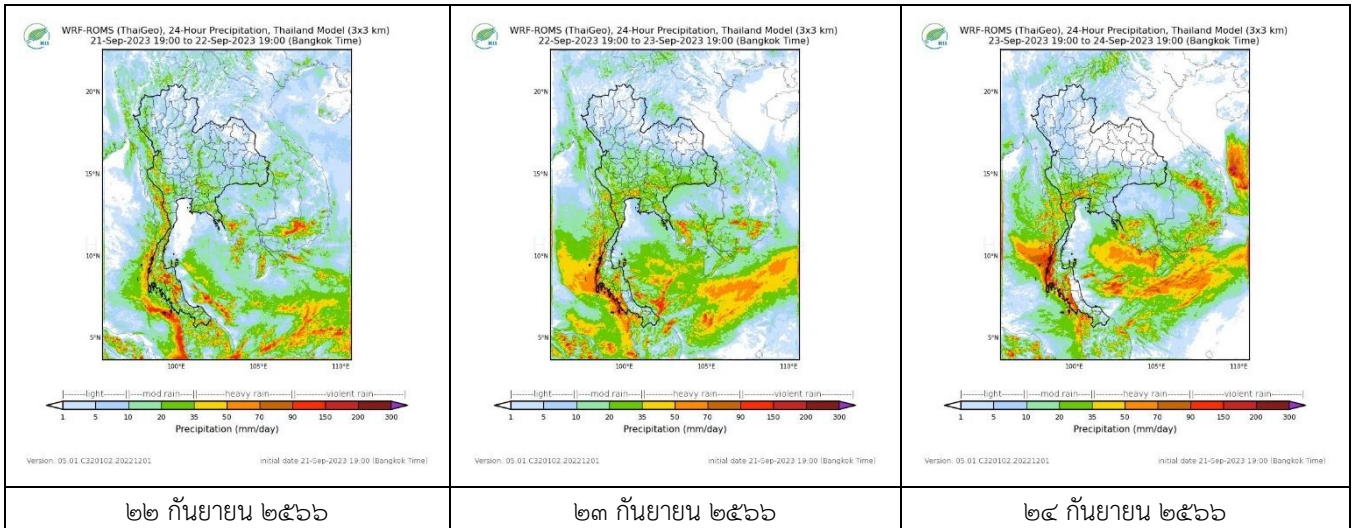 WRF-ROMS (ThaiGeo), 24-Hour Precipitation, Thailand Model (3x3 km)
21-Sep-2023 19:00 to 22-Sep-2023 19:00 (Bangkok Time)
HII
20°N
15°N
10°N
5°N
100°E 105°E 110°E
light mod rain heavy rain violent rain
1 5 10 20 35 50 70 90 150 200 300
Precipitation (mm/day)
Version: 05.01.C320102.20221201 initial date 21-Sep-2023 19:00 (Bangkok Time)
๒๒ กันยายน ๒๕๖๖
WRF-ROMS (ThaiGeo), 24-Hour Precipitation, Thailand Model (3x3 km)
22-Sep-2023 19:00 to 23-Sep-2023 19:00 (Bangkok Time)
HII
20°N
15°N
10°N
5°N
100°E 105°E 110°E
light mod rain heavy rain violent rain
1 5 10 20 35 50 70 90 150 200 300
Precipitation (mm/day)
Version: 05.01.C320102.20221201 initial date 21-Sep-2023 19:00 (Bangkok Time)
๒๓ กันยายน ๒๕๖๖
WRF-ROMS (ThaiGeo), 24-Hour Precipitation, Thailand Model (3x3 km)
23-Sep-2023 19:00 to 24-Sep-2023 19:00 (Bangkok Time)
HII
20°N
15°N
10°N
5°N
100°E 105°E 110°E
light mod rain heavy rain violent rain
1 5 10 20 35 50 70 90 150 200 300
Precipitation (mm/day)
Version: 05.01.C320102.20221201 initial date 21-Sep-2023 19:00 (Bangkok Time)
๒๔ กันยายน ๒๕๖๖